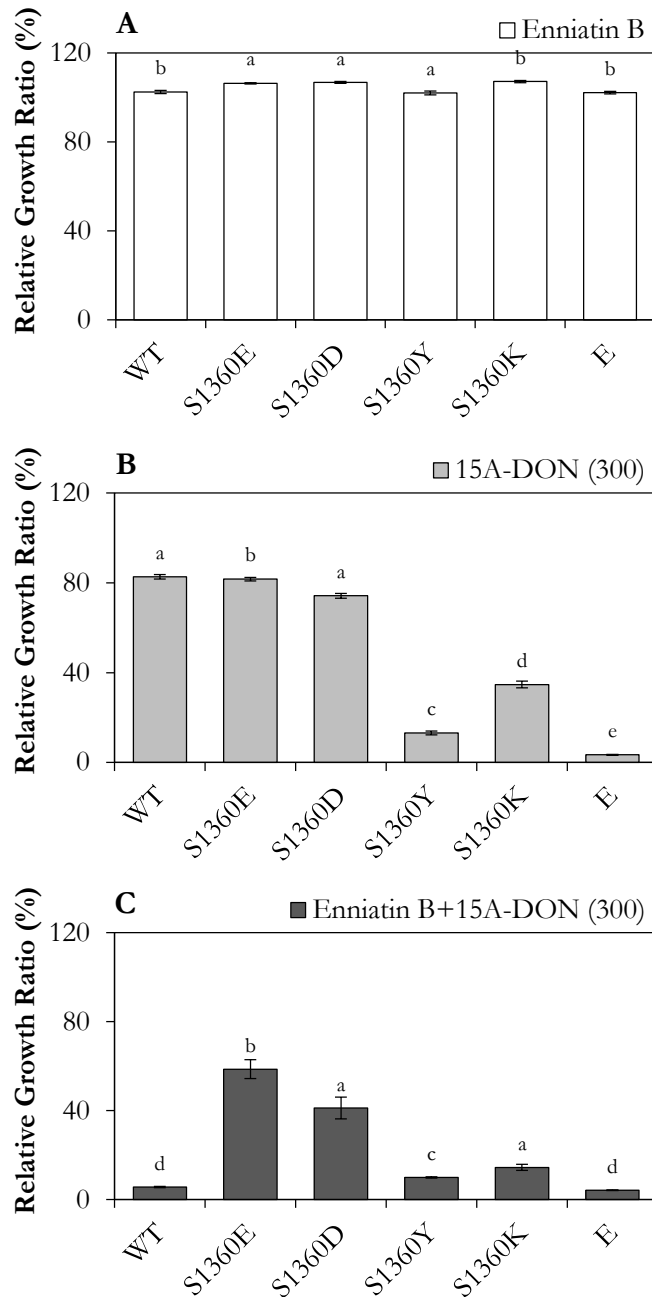 A
Enniatin B
Relative Growth Ratio (%)
120
80
40
0
b a a a b b
WT S1360E S1360D S1360Y S1360K E
B
15A-DON (300)
Relative Growth Ratio (%)
120
80
40
0
a b a c d e
WT S1360E S1360D S1360Y S1360K E
C
Enniatin B+15A-DON (300)
Relative Growth Ratio (%)
120
80
40
0
d b a c a d
WT S1360E S1360D S1360Y S1360K E